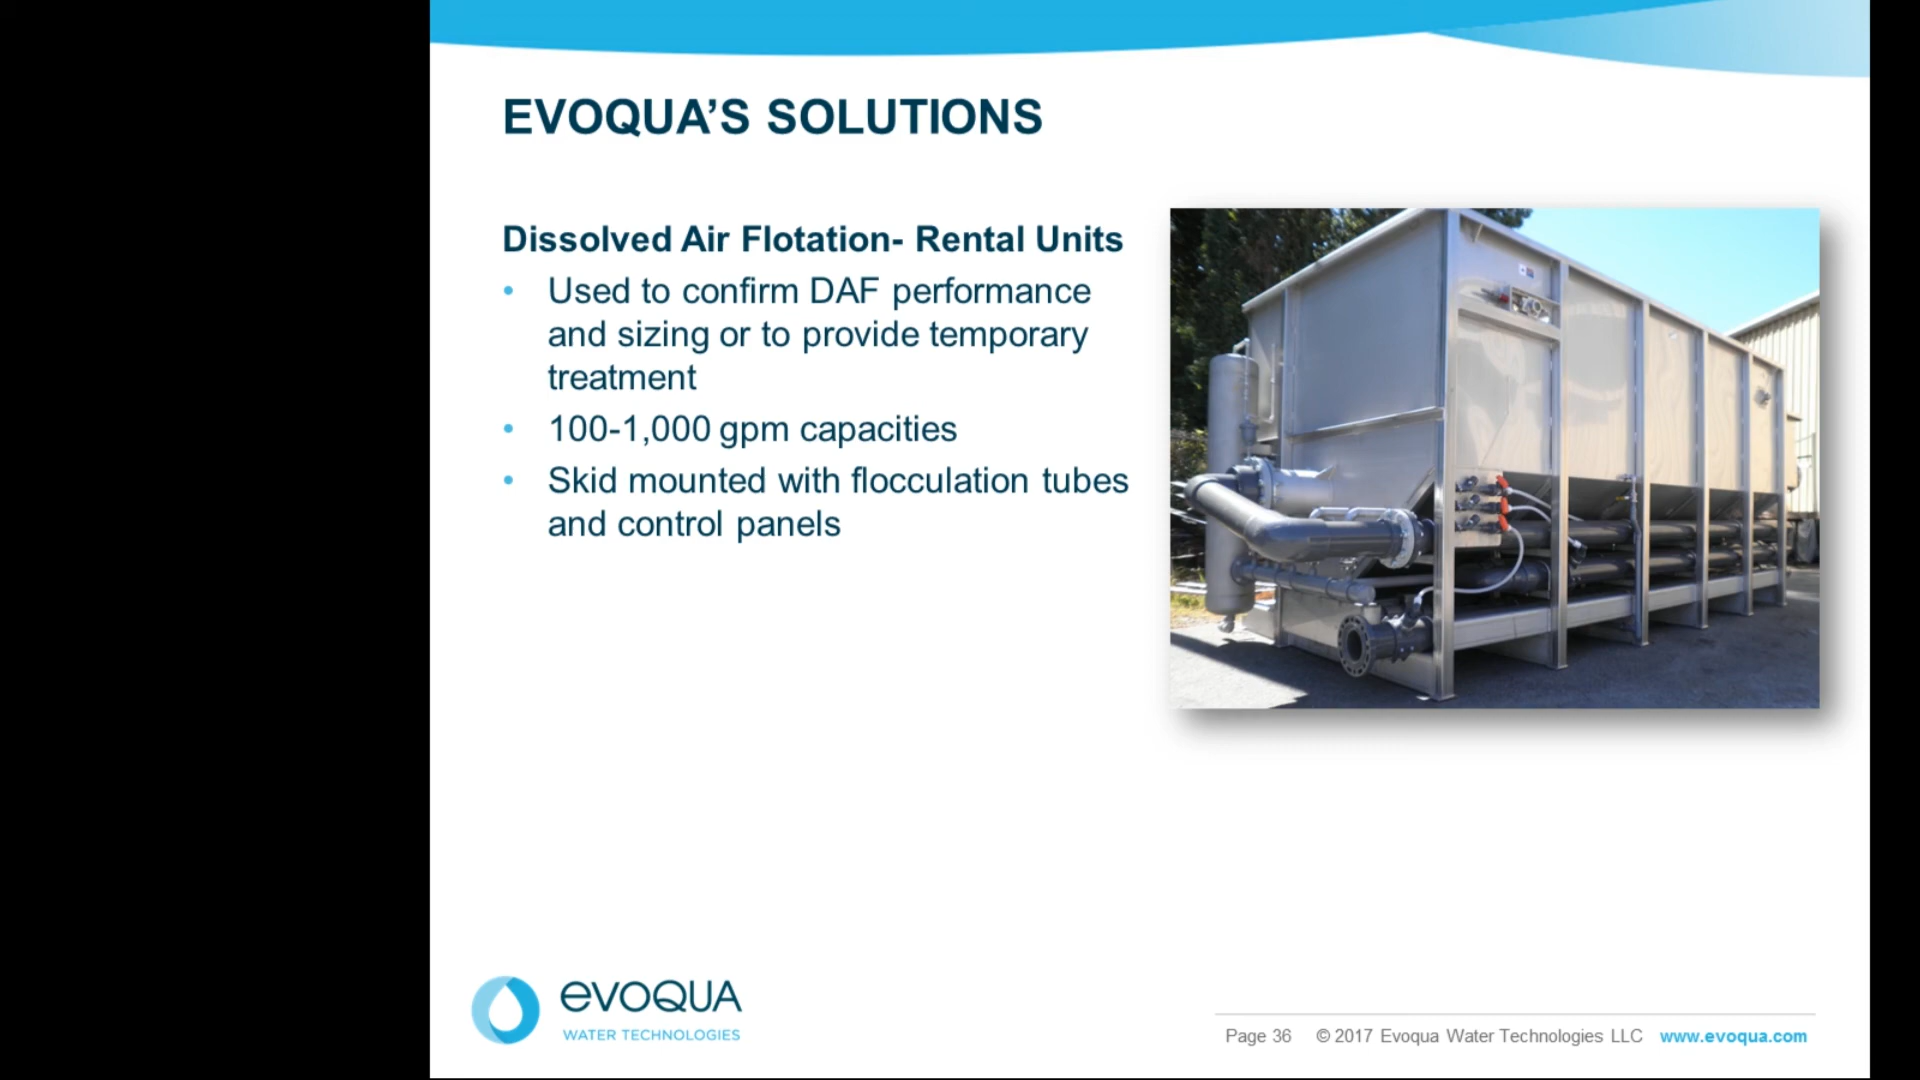 EVOQUA’S SOLUTIONS
Dissolved Air Flotation- Rental Units
• Used to confirm DAF performance
and sizing or to provide temporary
treatment
• 100-1,000 gpm capacities
• Skid mounted with flocculation tubes
and control panels
evoQUA
WATER TECHNOLOGIES
Page 36 © 2017 Evoqua Water Technologies LLC www.evoqua.com